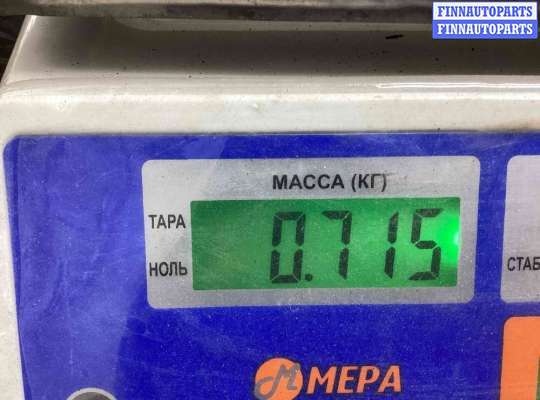 FINNAUTOPARTS
FINNAUTOPARTS
МАССА (КГ)
ТАРА
0.715
НОЛЬ
СТАБ
МЕРА